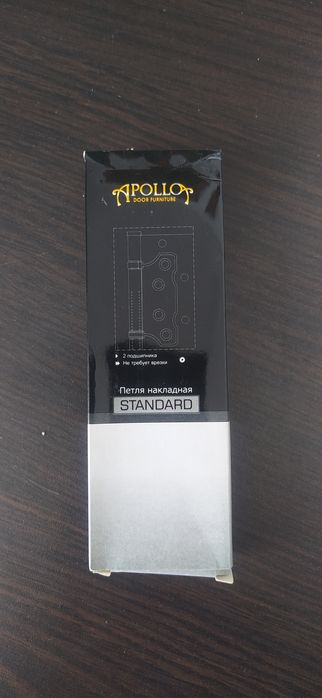 APOLLO
DOOR FURNITURE
2 подшипника
Не требует врезки
Петля накладная
STANDARD